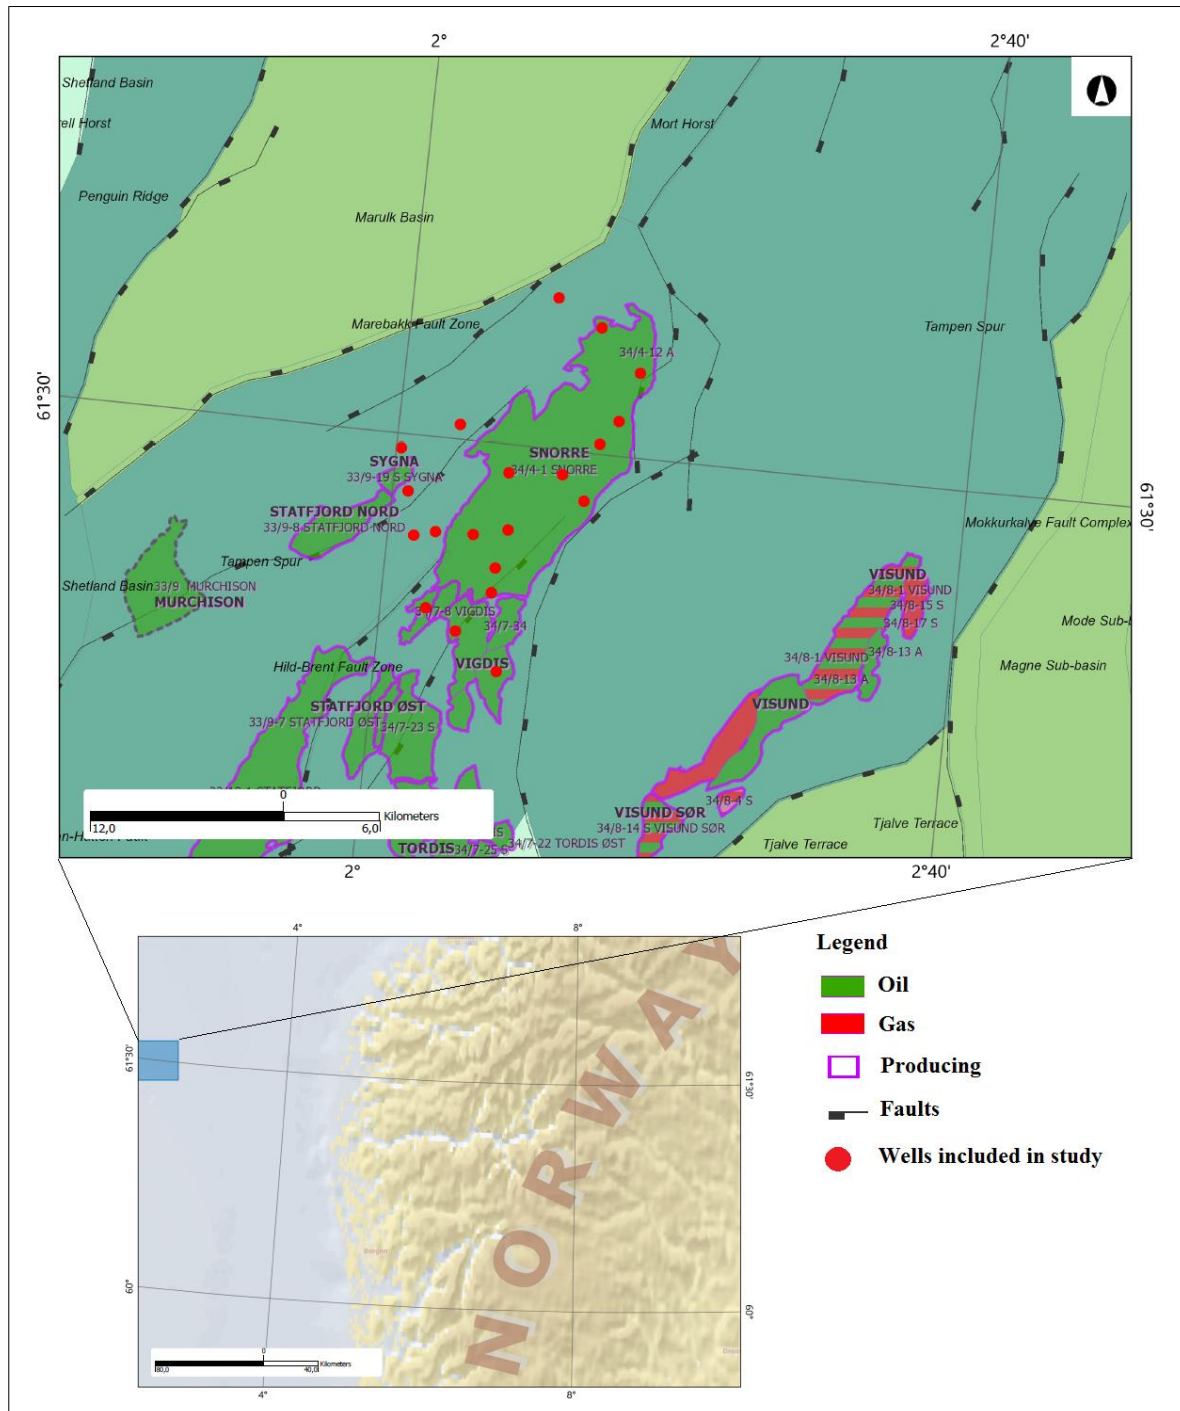 2°
2°40'
Shetland Basin
ell Horst
Mort Horst
Penguin Ridge
Marulk Basin
Marebakk Fault Zone
Tampen Spur
34/4-12 A
61°30'
SNORRE
34/4-1 SNORRE
SYGNA
33/9-19 S SYGNA
61°30'
STATFJORD NORD
33/9-8 STATFJORD NORD
Mokkurkalve Fault Complex
Tampen Spur
Shetland Basin
33/9 MURCHISON
MURCHISON
VISUND
34/8-1 VISUND
34/8-15 S
34/8-17 S
34/7-8 VIGDIS
34/7-34
Mode Sub-b
34/8-13 A
34/8-1 VISUND
VIGDIS
Hild-Brent Fault Zone
Magne Sub-basin
34/8-13 A
STATFJORD ØST
VISUND
33/9-7 STATFJORD ØST
34/7-23 S
0
Kilometers
12,0
6,0
34/8-4 S
VISUND SØR
34/8-14 S VISUND SØR
Tjalve Terrace
TORDIS
34/7-25 S
34/7-22 TORDIS ØST
Tjalve Terrace
2°
2°40'
4°
8°
61°30'
61°30'
60°
60°
NORWAY
Bergen
0
Kilometers
80,0
40,0
4°
8°
Legend
Oil
Gas
Producing
Faults
Wells included in study